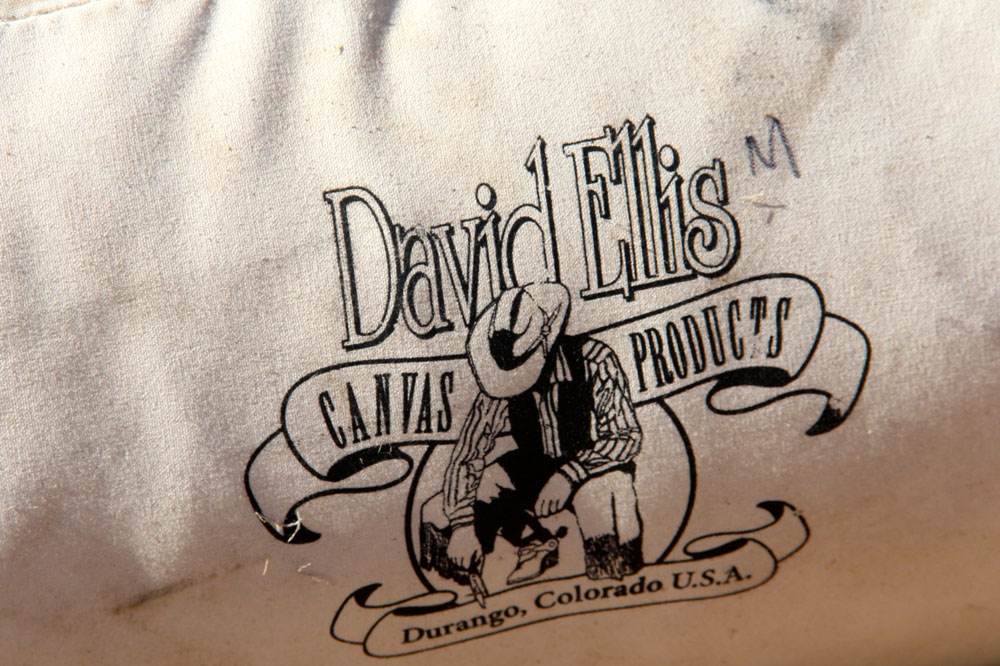 David Ellis M
CANVAS PRODUCTS
Durango, Colorado U.S.A.